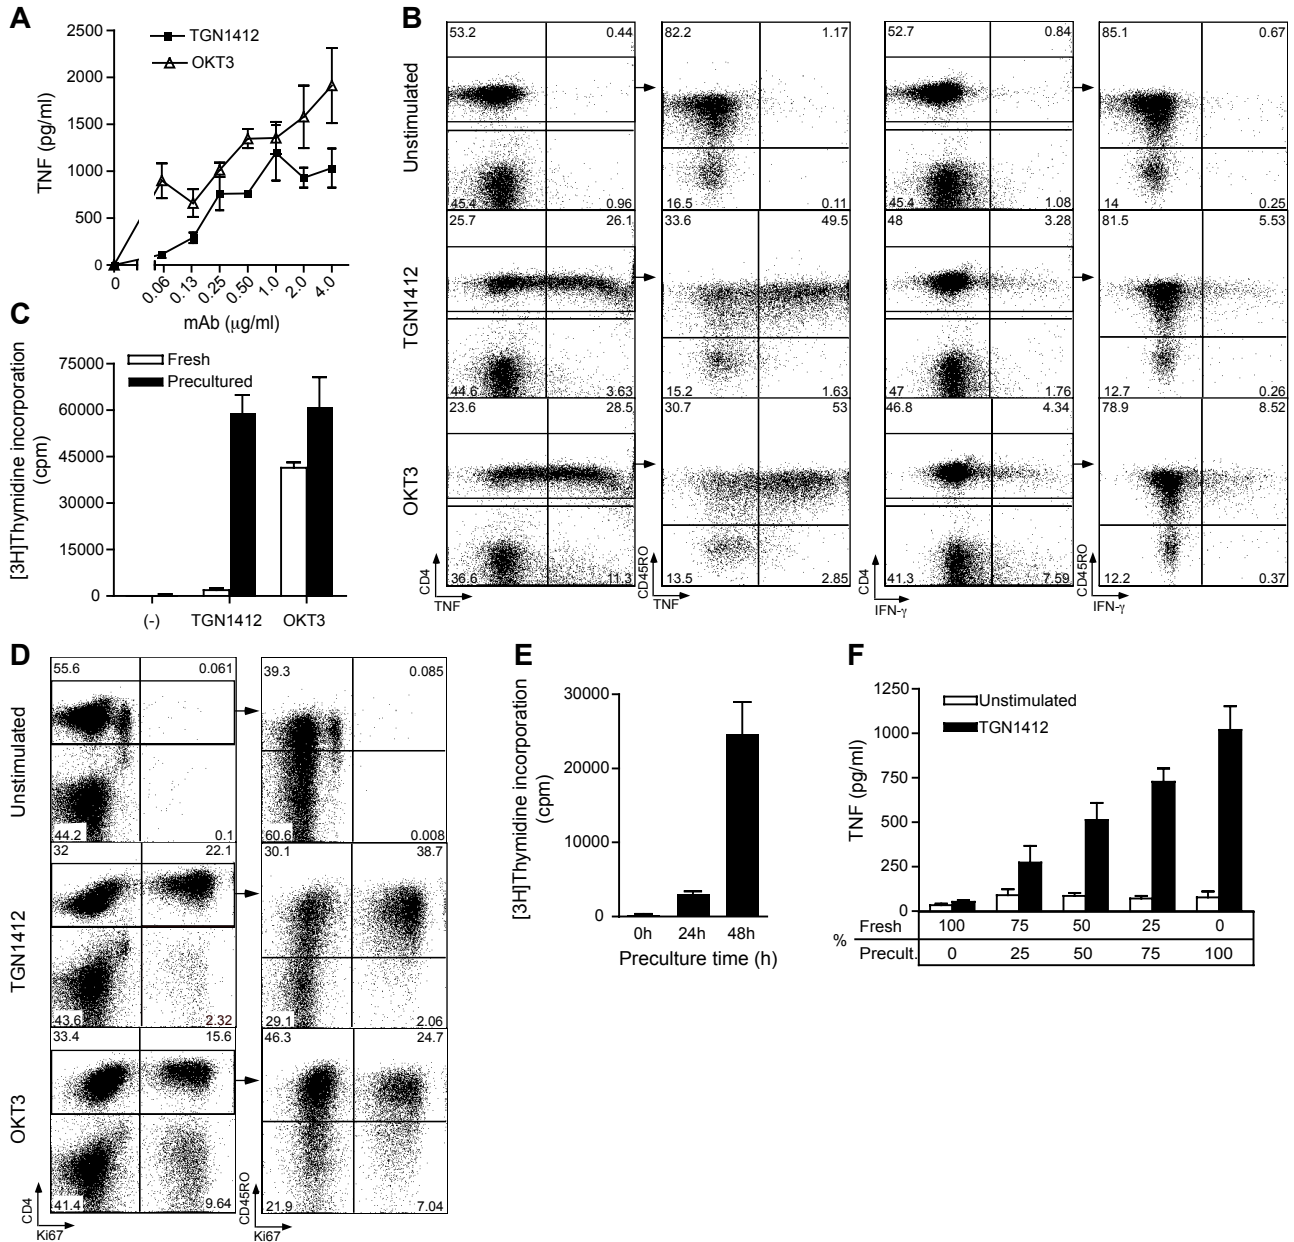 A
2500
2000
1500
1000
500
0
TNF (pg/ml)
TGN1412
OKT3
0
0.06
0.13
0.25
0.50
1.0
2.0
4.0
mAb (μg/ml)
B
Unstimulated
53.2 0.44
45.4 0.96
82.2 1.17
16.5 0.11
52.7 0.84
45.4 1.08
85.1 0.67
14 0.25
TGN1412
25.7 26.1
44.6 3.63
33.6 49.5
15.2 1.63
48 3.28
47 1.76
81.5 5.53
12.7 0.26
OKT3
23.6 28.5
36.6 11.3
30.7 53
13.5 2.85
46.8 4.34
41.3 7.59
78.9 8.52
12.2 0.37
CD4
TNF
CD45RO
TNF
CD4
IFN-γ
CD45RO
IFN-γ
C
[3H]Thymidine incorporation
(cpm)
75000
60000
45000
30000
15000
0
Fresh
Precultured
(-) TGN1412 OKT3
D
Unstimulated
55.6 0.061
44.2 0.1
39.3 0.085
60.6 0.008
TGN1412
32 22.1
43.6 2.32
30.1 38.7
29.1 2.06
OKT3
33.4 15.6
41.4 9.64
46.3 24.7
21.9 7.04
CD4
Ki67
CD45RO
Ki67
E
[3H]Thymidine incorporation
(cpm)
30000
20000
10000
0
0h 24h 48h
Preculture time (h)
F
TNF (pg/ml)
1250
1000
750
500
250
0
Unstimulated
TGN1412
%
Fresh 100 75 50 25 0
Precult. 0 25 50 75 100